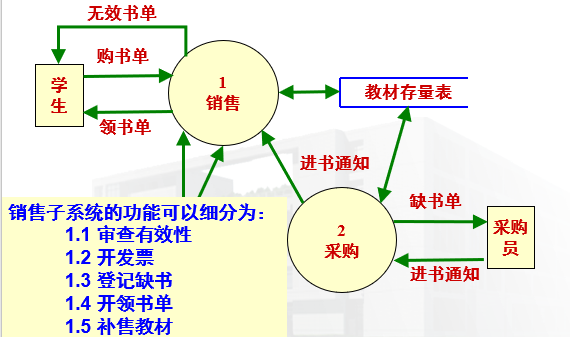 无效书单
购书单
学生
1
销售
教材存量表
领书单
进书通知
缺书单
2
采购
采购员
进书通知
销售子系统的功能可以细分为：
1.1 审查有效性
1.2 开发票
1.3 登记缺书
1.4 开领书单
1.5 补售教材